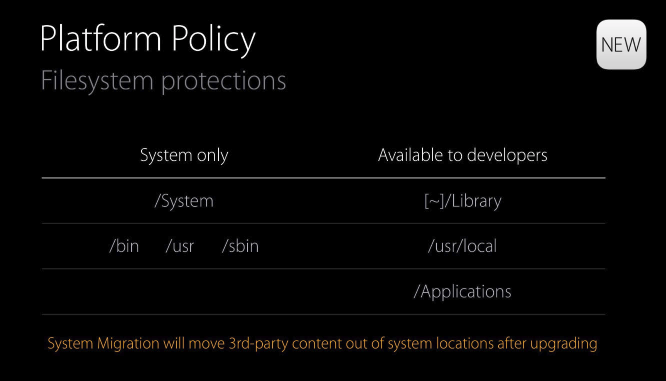 Platform Policy
NEW
Filesystem protections
System only Available to developers
/System [~]/Library
/bin /usr /sbin /usr/local
/Applications
System Migration will move 3rd-party content out of system locations after upgrading